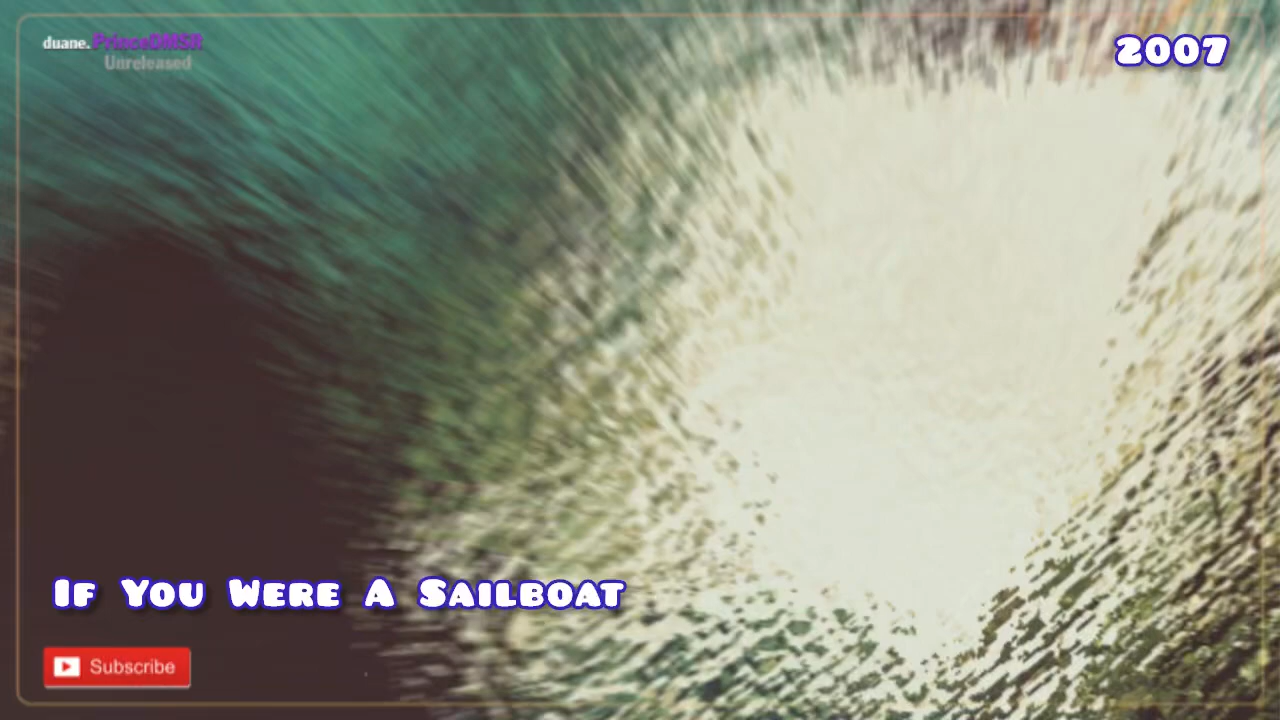 duane. PrinceDMSR
Unreleased
2007
If You Were A Sailboat
Subscribe